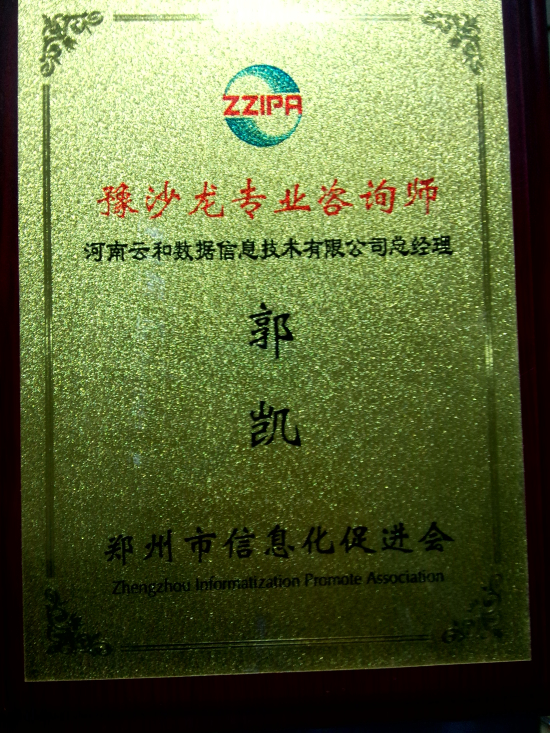 ZZIPA
豫沙龙专业咨询师
河南云和数据信息技术有限公司总经理
郭
凯
郑州市信息化促进会
Zhengzhou Informatization Promote Association